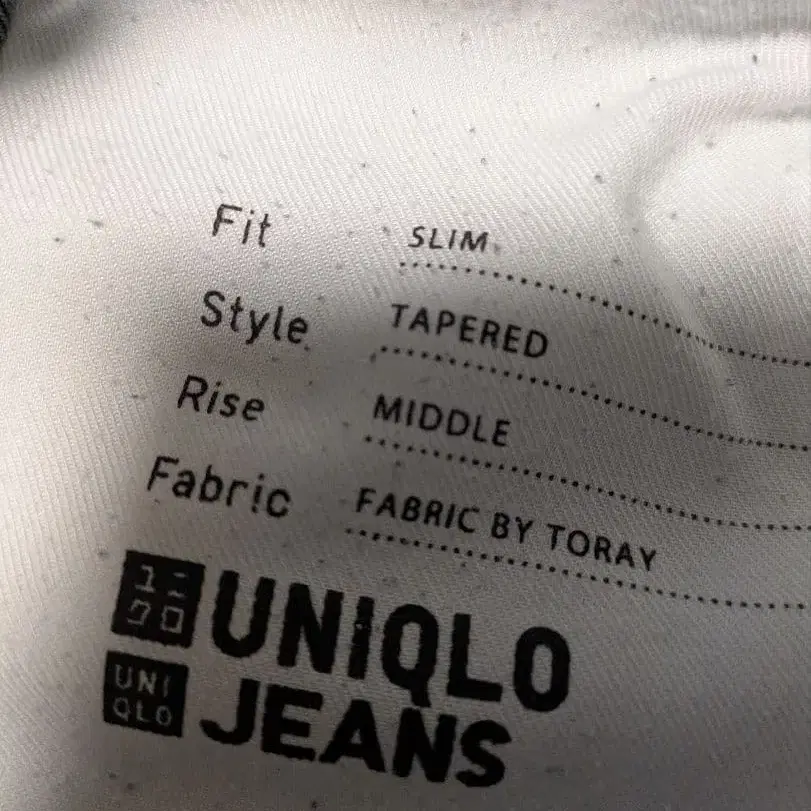 Fit SLIM
Style TAPERED
Rise MIDDLE
Fabric FABRIC BY TORAY
ユニ
クロ
UNIQLO
UNI
QLO
JEANS